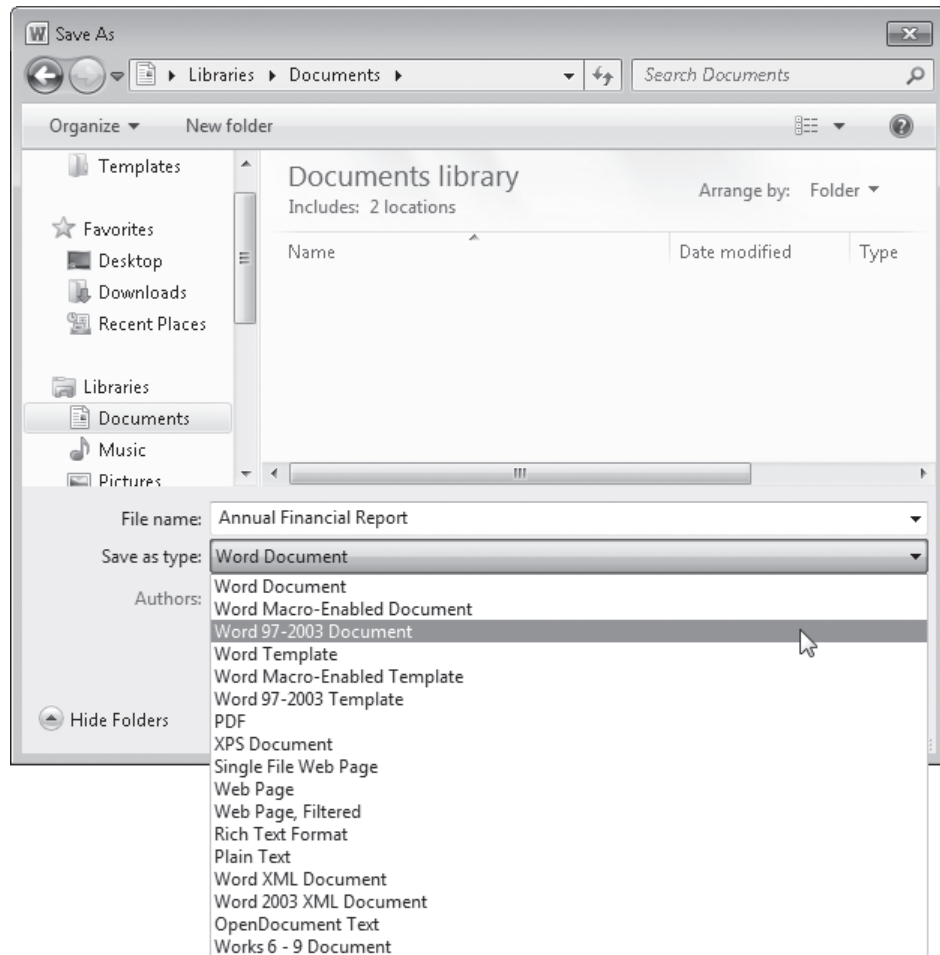 Save As
Libraries Documents
Search Documents
Organize New folder
Templates
Favorites
Desktop
Downloads
Recent Places
Libraries
Documents
Music
Pictures
Documents library
Includes: 2 locations
Arrange by: Folder
Name Date modified Type
File name: Annual Financial Report
Save as type: Word Document
Authors:
Word Document
Word Macro-Enabled Document
Word 97-2003 Document
Word Template
Word Macro-Enabled Template
Word 97-2003 Template
PDF
XPS Document
Single File Web Page
Web Page
Web Page, Filtered
Rich Text Format
Plain Text
Word XML Document
Word 2003 XML Document
OpenDocument Text
Works 6 - 9 Document
Hide Folders